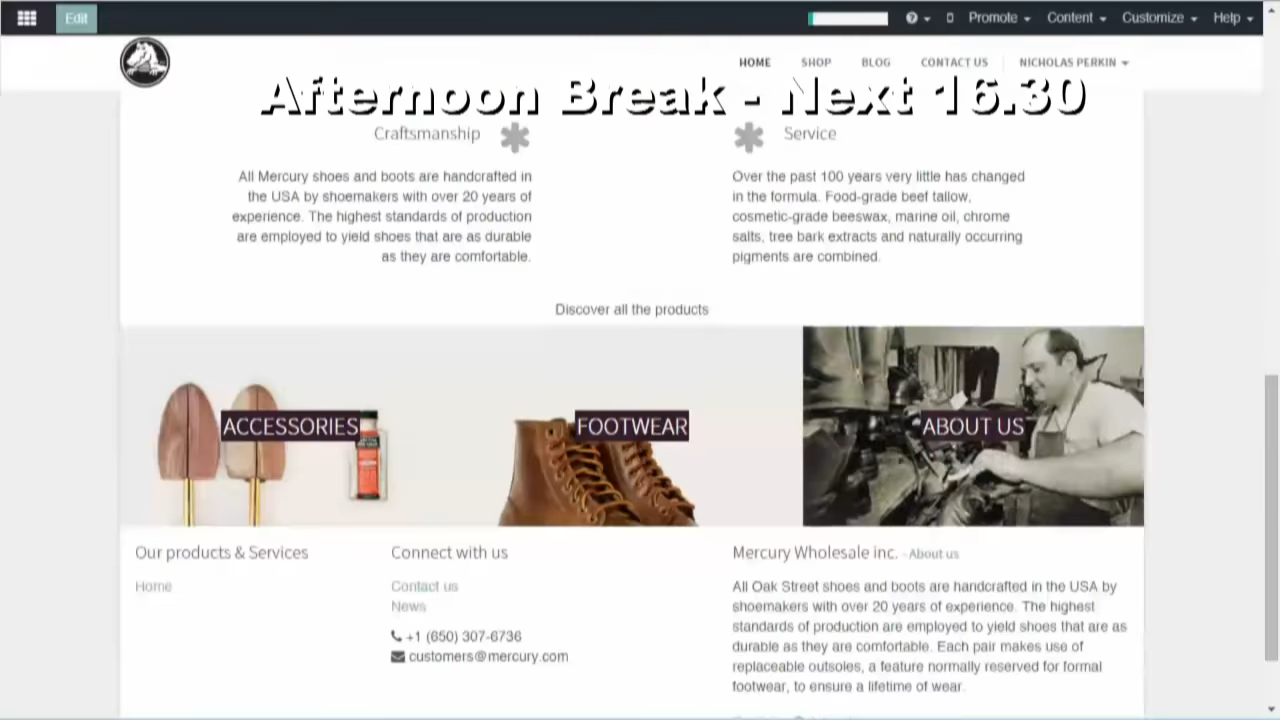 Edit
Promote
Content
Customize
Help
HOME
SHOP
BLOG
CONTACT US
NICHOLAS PERKIN
Afternoon Break - Next 16.30
Craftsmanship
All Mercury shoes and boots are handcrafted in
the USA by shoemakers with over 20 years of
experience. The highest standards of production
are employed to yield shoes that are as durable
as they are comfortable.
Service
Over the past 100 years very little has changed
in the formula. Food-grade beef tallow,
cosmetic-grade beeswax, marine oil, chrome
salts, tree bark extracts and naturally occurring
pigments are combined.
Discover all the products
ACCESSORIES
FOOTWEAR
ABOUT US
Our products & Services
Home
Connect with us
Contact us
News
+1 (650) 307-6736
customers@mercury.com
Mercury Wholesale inc. - About us
All Oak Street shoes and boots are handcrafted in the USA by
shoemakers with over 20 years of experience. The highest
standards of production are employed to yield shoes that are as
durable as they are comfortable. Each pair makes use of
replaceable outsoles, a feature normally reserved for formal
footwear, to ensure a lifetime of wear.